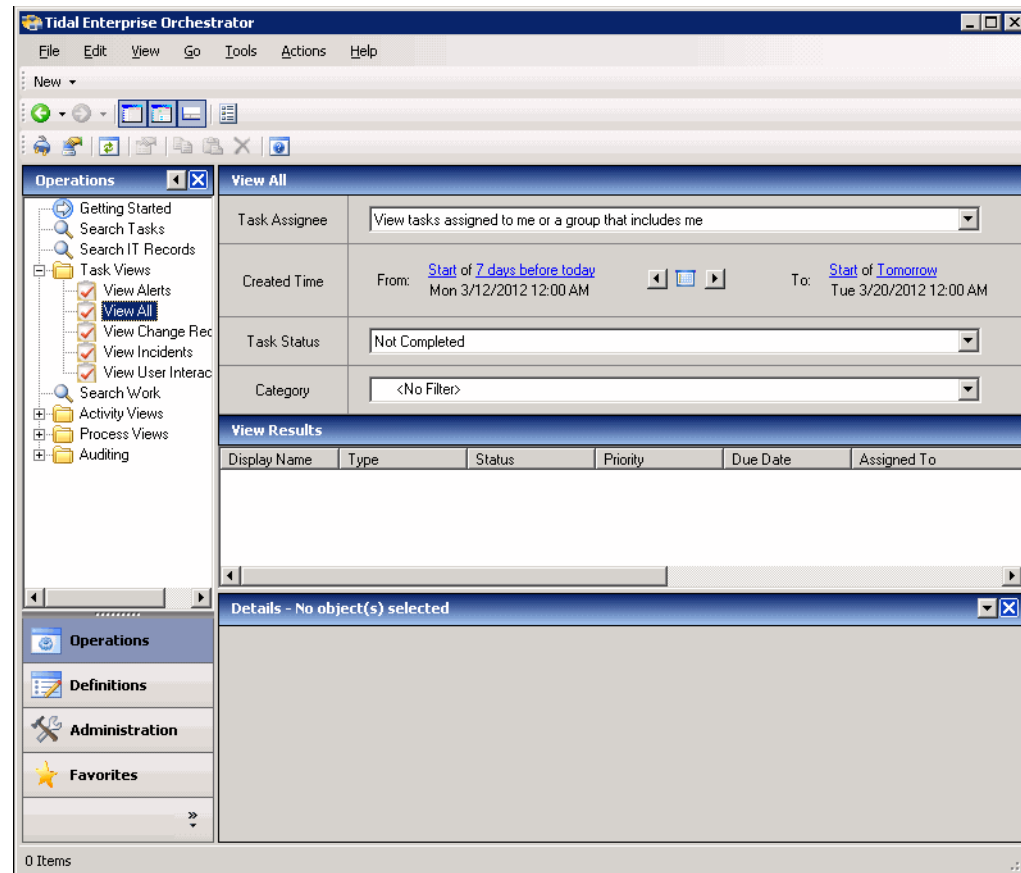 Tidal Enterprise Orchestrator
File Edit View Go Tools Actions Help
New
Operations
Getting Started
Search Tasks
Search IT Records
Task Views
View Alerts
View All
View Change Rec
View Incidents
View User Interac
Search Work
Activity Views
Process Views
Auditing
View All
Task Assignee View tasks assigned to me or a group that includes me
Created Time From: Start of 7 days before today To: Start of Tomorrow
Mon 3/12/2012 12:00 AM Tue 3/20/2012 12:00 AM
Task Status Not Completed
Category <No Filter>
View Results
Display Name Type Status Priority Due Date Assigned To
Details - No object(s) selected
Operations
Definitions
Administration
Favorites
0 Items